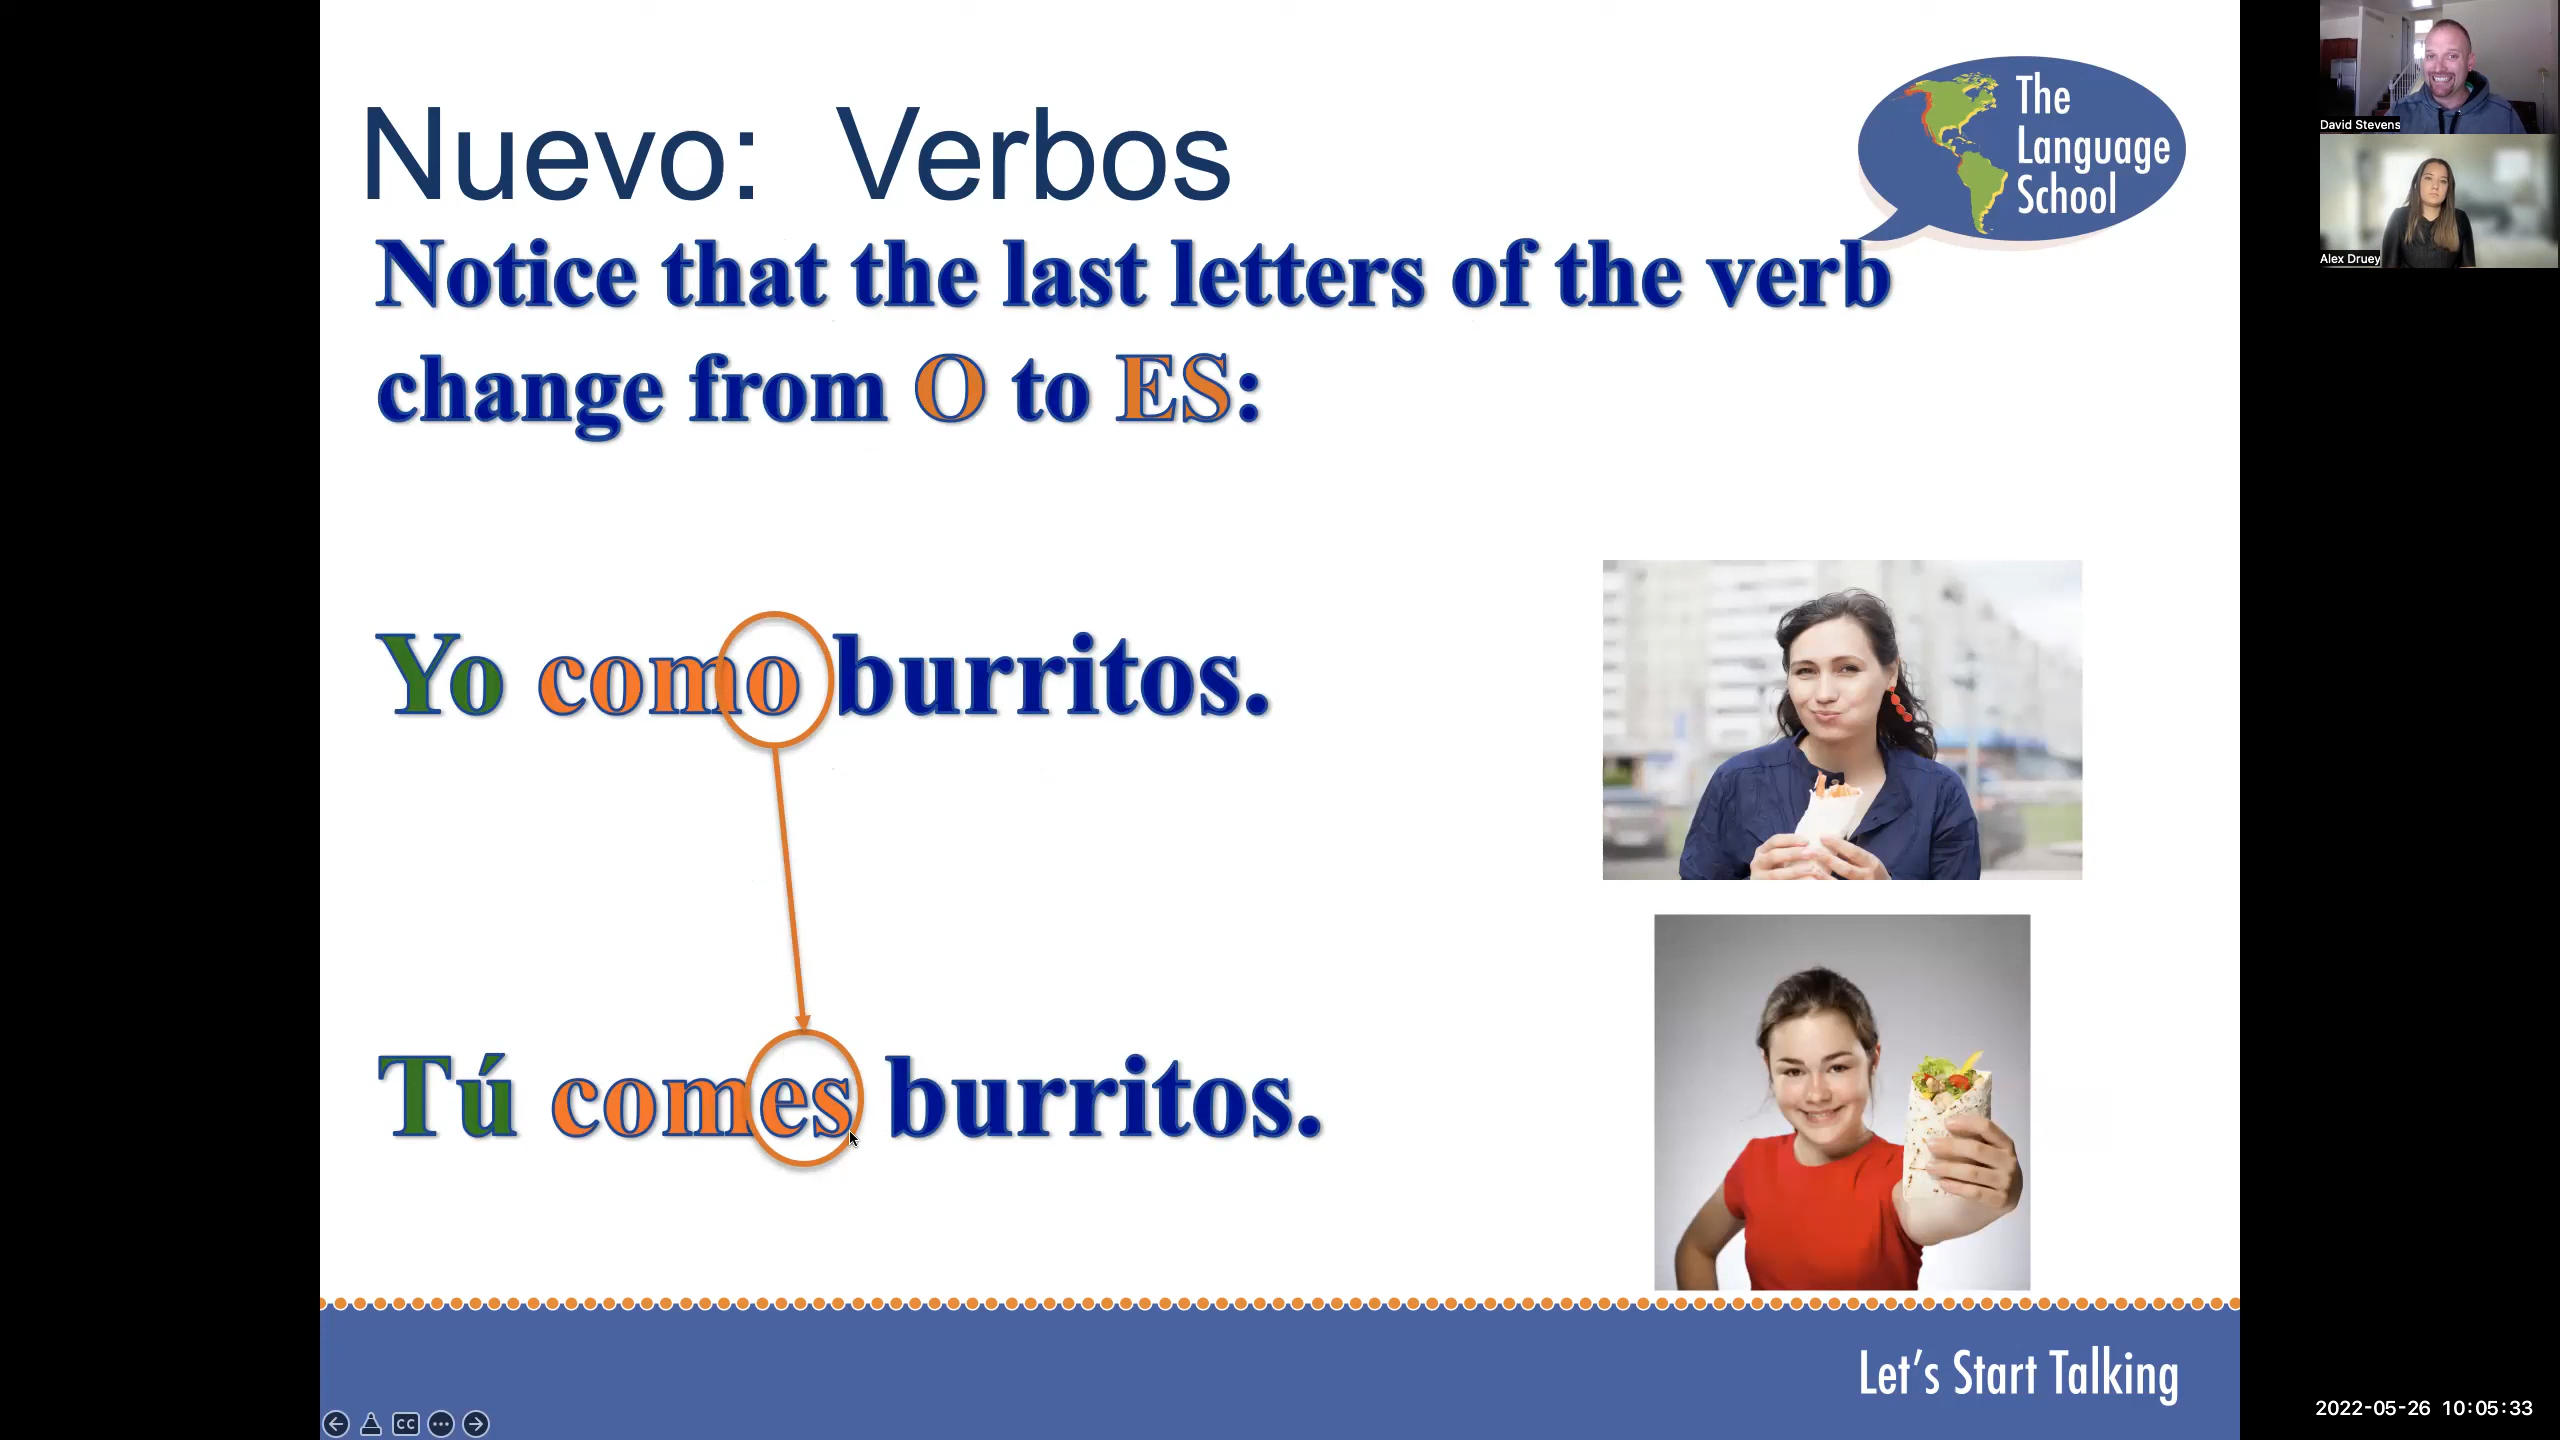 Nuevo: Verbos
The
Language
School
Notice that the last letters of the verb
change from O to ES:
Yo como burritos.
Tú comes burritos.
Let's Start Talking
David Stevens
Alex Druey
CC
2022-05-26 10:05:33